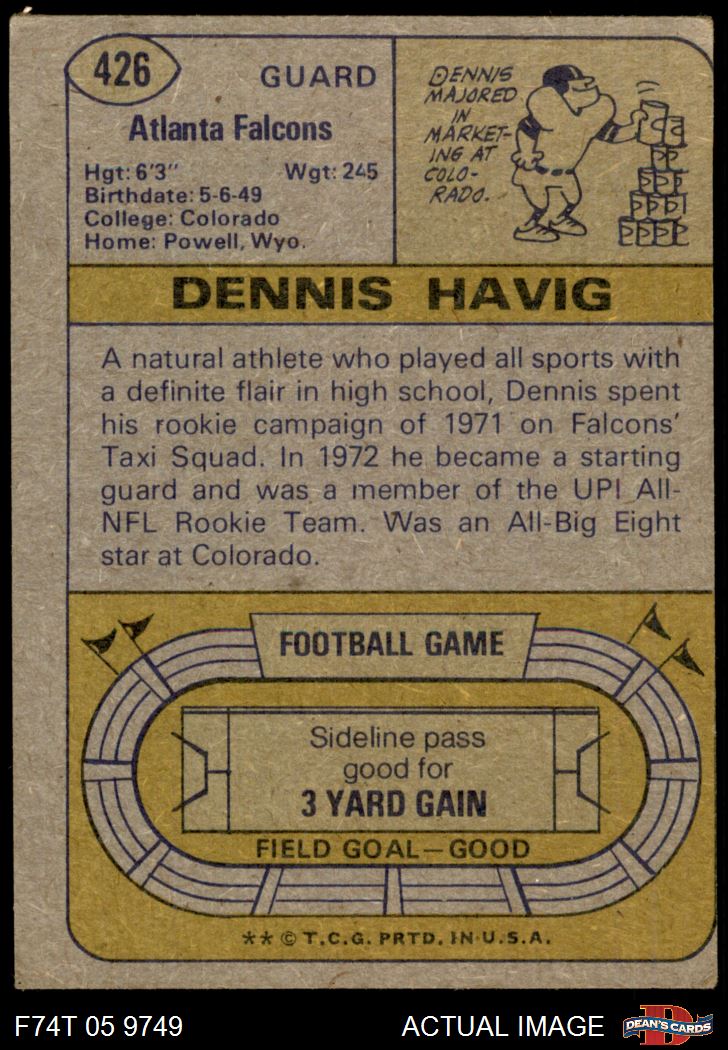 426
GUARD
Atlanta Falcons
Hgt: 6'3" Wgt: 245
Birthdate: 5-6-49
College: Colorado
Home: Powell, Wyo.
DENNIS
MAJORED
IN
MARKET-
ING AT
COLO-
RADO.
DENNIS HAVIG
A natural athlete who played all sports with
a definite flair in high school, Dennis spent
his rookie campaign of 1971 on Falcons'
Taxi Squad. In 1972 he became a starting
guard and was a member of the UPI All-
NFL Rookie Team. Was an All-Big Eight
star at Colorado.
FOOTBALL GAME
Sideline pass
good for
3 YARD GAIN
FIELD GOAL—GOOD
** © T.C.G. PRTD. IN U.S.A.
F74T 05 9749 ACTUAL IMAGE
D
DEAN'S CARDS